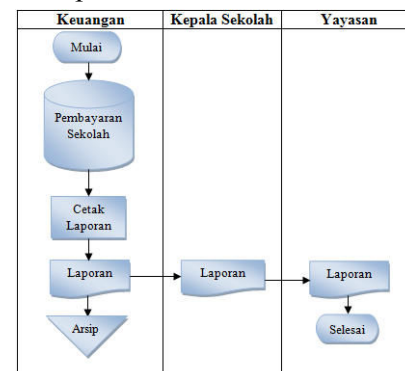 Keuangan
Kepala Sekolah
Yayasan
Mulai
Pembayaran
Sekolah
Cetak
Laporan
Laporan
Laporan
Laporan
Arsip
Selesai